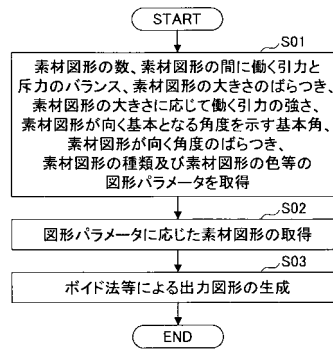 START
S01
素材図形の数、素材図形の間に働く引力と
斥力のバランス、素材図形の大きさのばらつき、
素材図形の大きさに応じて働く引力の強さ、
素材図形が向く基本となる角度を示す基本角、
素材図形が向く角度のばらつき、
素材図形の種類及び素材図形の色等の
図形パラメータを取得
S02
図形パラメータに応じた素材図形の取得
S03
ボイド法等による出力図形の生成
END